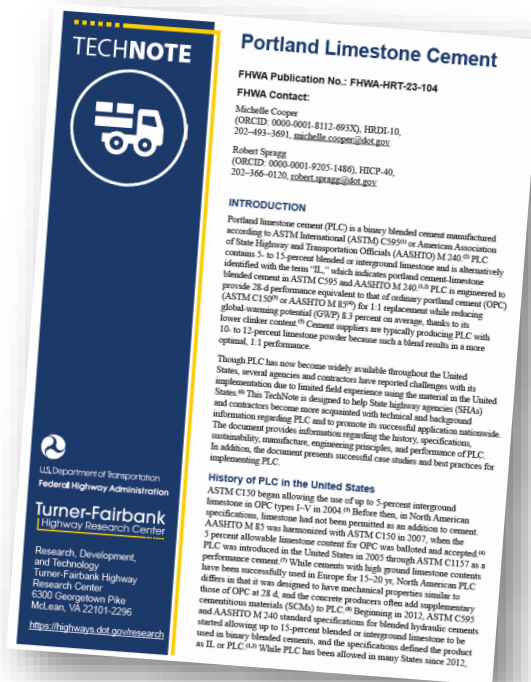 TECHNOTE
U.S. Department of Transportation
Federal Highway Administration
Turner-Fairbank
Highway Research Center
Research, Development,
and Technology
Turner-Fairbank Highway
Research Center
6300 Georgetown Pike
McLean, VA 22101-2296
https://highways.dot.gov/research
Portland Limestone Cement
FHWA Publication No.: FHWA-HRT-23-104
FHWA Contact:
Michelle Cooper
(ORCID: 0000-0001-8112-693X), HRDI-10,
202-493-3691, michelle.cooper@dot.gov
Robert Spragg
(ORCID: 0000-0001-9205-1486), HICP-40,
202-366-0120, robert.spragg@dot.gov
INTRODUCTION
Portland limestone cement (PLC) is a binary blended cement manufactured
according to ASTM International (ASTM) C595(1) or American Association
of State Highway and Transportation Officials (AASHTO) M 240.(2) PLC
contains 5- to 15-percent blended or interground limestone and is alternatively
identified with the term “IL,” which indicates portland cement-limestone
blended cement in ASTM C595 and AASHTO M 240.(1,2) PLC is engineered to
provide 28-d performance equivalent to that of ordinary portland cement (OPC)
(ASTM C150(3) or AASHTO M 85(4)) for 1:1 replacement while reducing
global-warming potential (GWP) 8.3 percent on average, thanks to its
lower clinker content.(5) Cement suppliers are typically producing PLC with
10- to 12-percent limestone powder because such a blend results in a more
optimal, 1:1 performance.
Though PLC has now become widely available throughout the United
States, several agencies and contractors have reported challenges with its
implementation due to limited field experience using the material in the United
States.(6) This TechNote is designed to help State highway agencies (SHAs)
and contractors become more acquainted with technical and background
information regarding PLC and to promote its successful application nationwide.
The document provides information regarding the history, specifications,
sustainability, manufacture, engineering principles, and performance of PLC.
In addition, the document presents successful case studies and best practices for
implementing PLC.
History of PLC in the United States
ASTM C150 began allowing the use of up to 5-percent interground
limestone in OPC types I–V in 2004.(3) Before then, in North American
specifications, limestone had not been permitted as an addition to cement.
AASHTO M 85 was harmonized with ASTM C150 in 2007, when the
5 percent allowable limestone content for OPC was balloted and accepted.(4)
PLC was introduced in the United States in 2005 through ASTM C1157 as a
performance cement.(7) While cements with high ground limestone contents
have been successfully used in Europe for 15–20 yr, North American PLC
differs in that it was designed to have mechanical properties similar to
those of OPC at 28 d, and the concrete producers often add supplementary
cementitious materials (SCMs) to PLC.(8) Beginning in 2012, ASTM C595
and AASHTO M 240 standard specifications for blended hydraulic cements
started allowing up to 15-percent blended or interground limestone to be
used in binary blended cements, and the specifications defined the product
as IL or PLC.(1,2) While PLC has been allowed in many States since 2012,